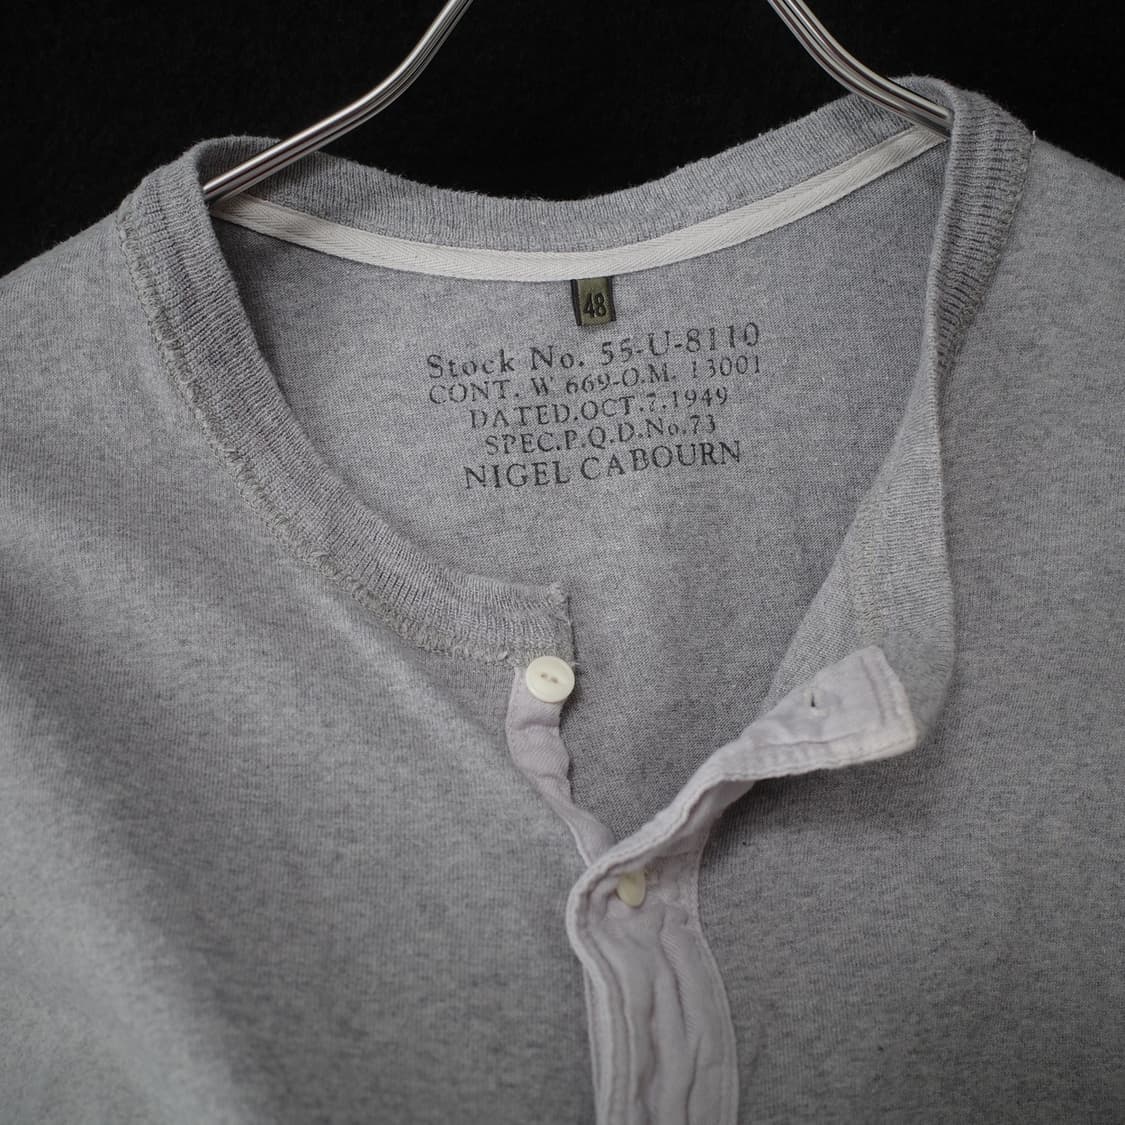 48
Stock No. 55-U-8110
CONT. W 669-O.M. 13001
DATED.OCT.7.1949
SPEC.P.Q.D.No.73
NIGEL CABOURN